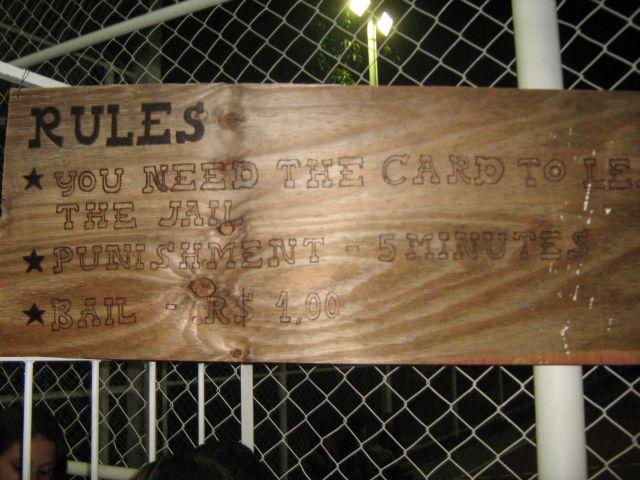 RULES
★ YOU NEED THE CARD TO
THE JAIL
★ PUNISHMENT - 5 MINUTES
★ BAIL - R$ 1,00